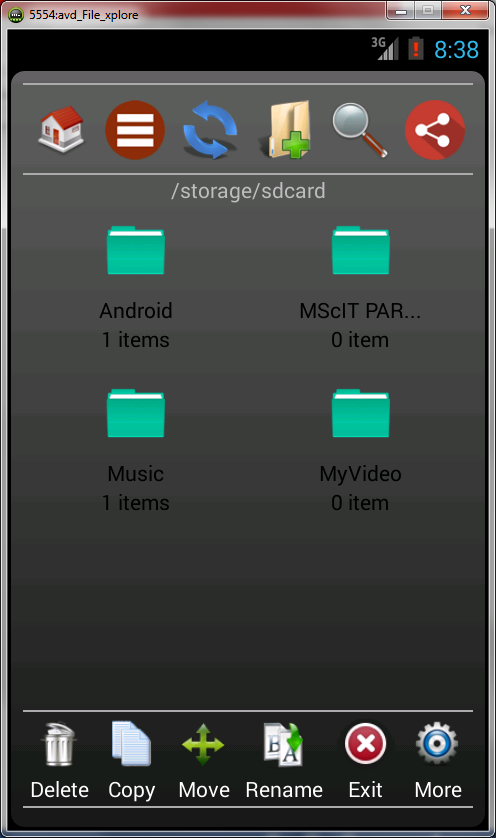 5554:avd_File_xplore
3G 8:38
/storage/sdcard
Android MScIT PAR...
1 items 0 item
Music MyVideo
1 items 0 item
B A
Delete Copy Move Rename Exit More